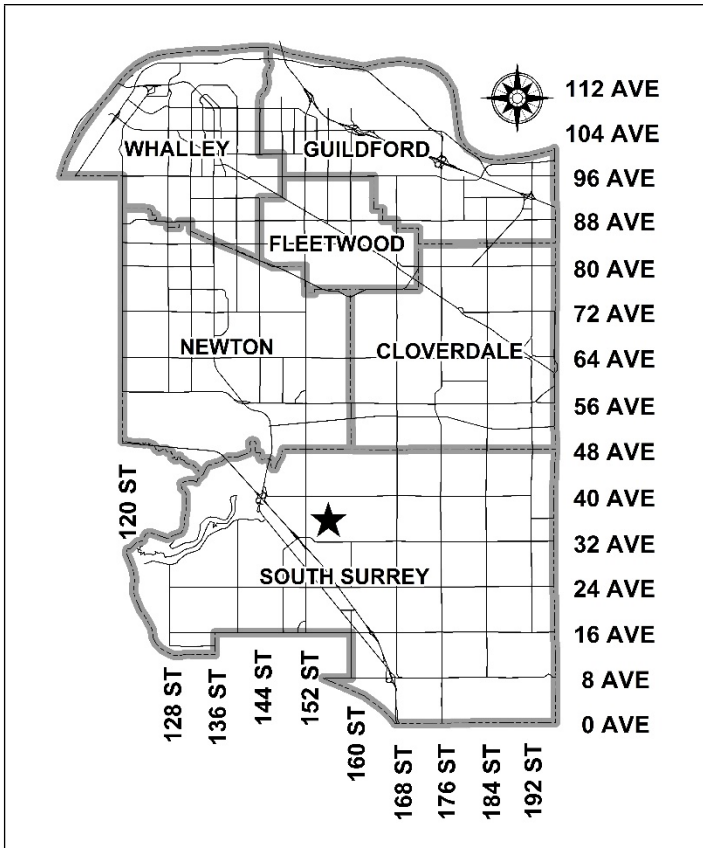 112 AVE
104 AVE
WHALLEY
GUILDFORD
96 AVE
88 AVE
FLEETWOOD
80 AVE
72 AVE
NEWTON
CLOVERDALE
64 AVE
56 AVE
48 AVE
120 ST
40 AVE
32 AVE
SOUTH SURREY
24 AVE
16 AVE
128 ST
136 ST
144 ST
152 ST
8 AVE
160 ST
0 AVE
168 ST
176 ST
184 ST
192 ST